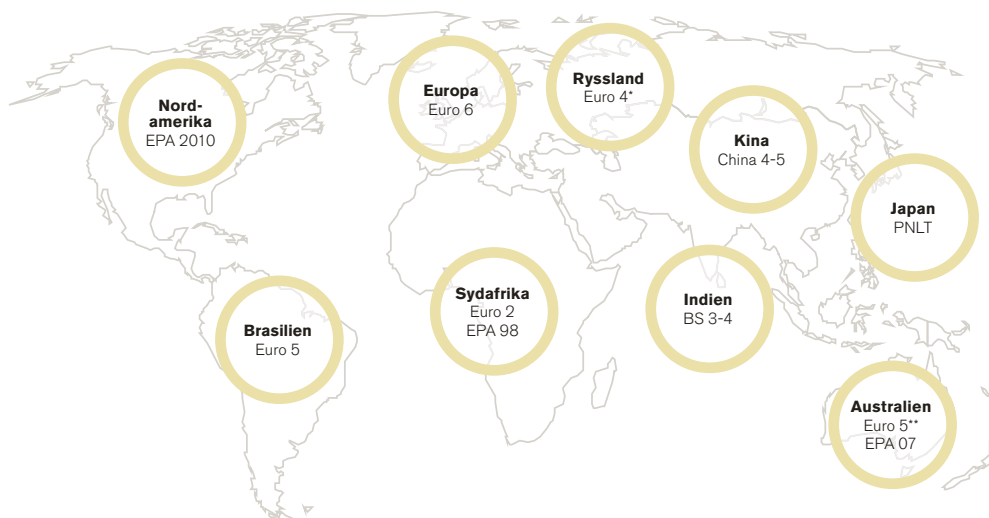 Nord-
amerika
EPA 2010
Europa
Euro 6
Ryssland
Euro 4*
Kina
China 4-5
Japan
PNLT
Brasilien
Euro 5
Sydafrika
Euro 2
EPA 98
Indien
BS 3-4
Australien
Euro 5**
EPA 07